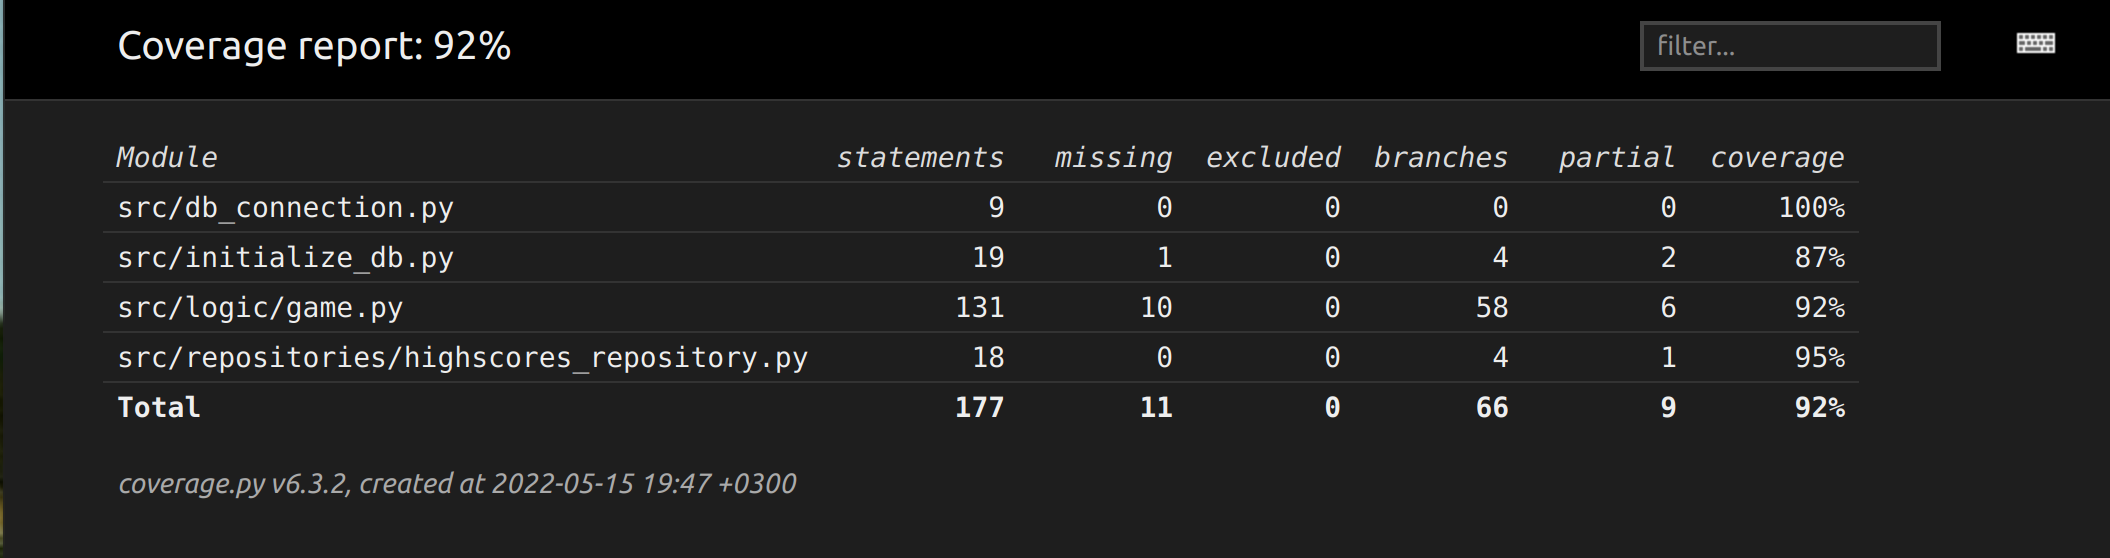 Coverage report: 92%
filter...
Module statements missing excluded branches partial coverage
src/db_connection.py 9 0 0 0 0 100%
src/initialize_db.py 19 1 0 4 2 87%
src/logic/game.py 131 10 0 58 6 92%
src/repositories/highscores_repository.py 18 0 0 4 1 95%
Total 177 11 0 66 9 92%
coverage.py v6.3.2, created at 2022-05-15 19:47 +0300